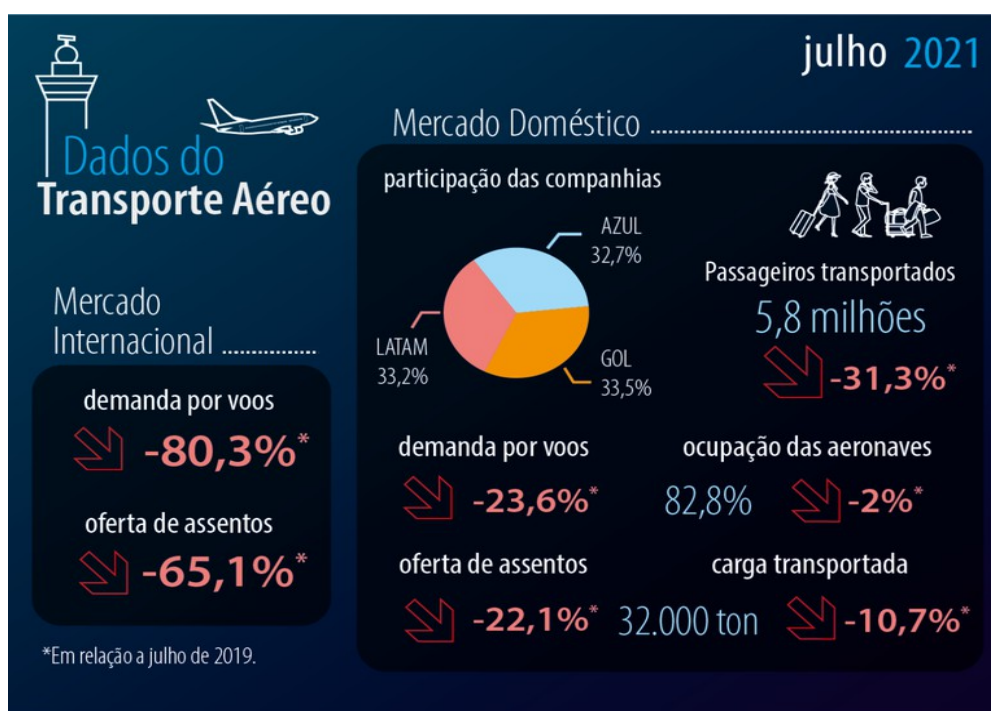 julho 2021
Dados do
Transporte Aéreo
Mercado
Internacional
demanda por voos
-80,3%*
oferta de assentos
-65,1%*
*Em relação a julho de 2019.
Mercado Doméstico
participação das companhias
AZUL
32,7%
LATAM
33,2%
GOL
33,5%
Passageiros transportados
5,8 milhões
-31,3%*
demanda por voos
-23,6%*
ocupação das aeronaves
82,8% -2%*
oferta de assentos
-22,1%*
carga transportada
32.000 ton -10,7%*